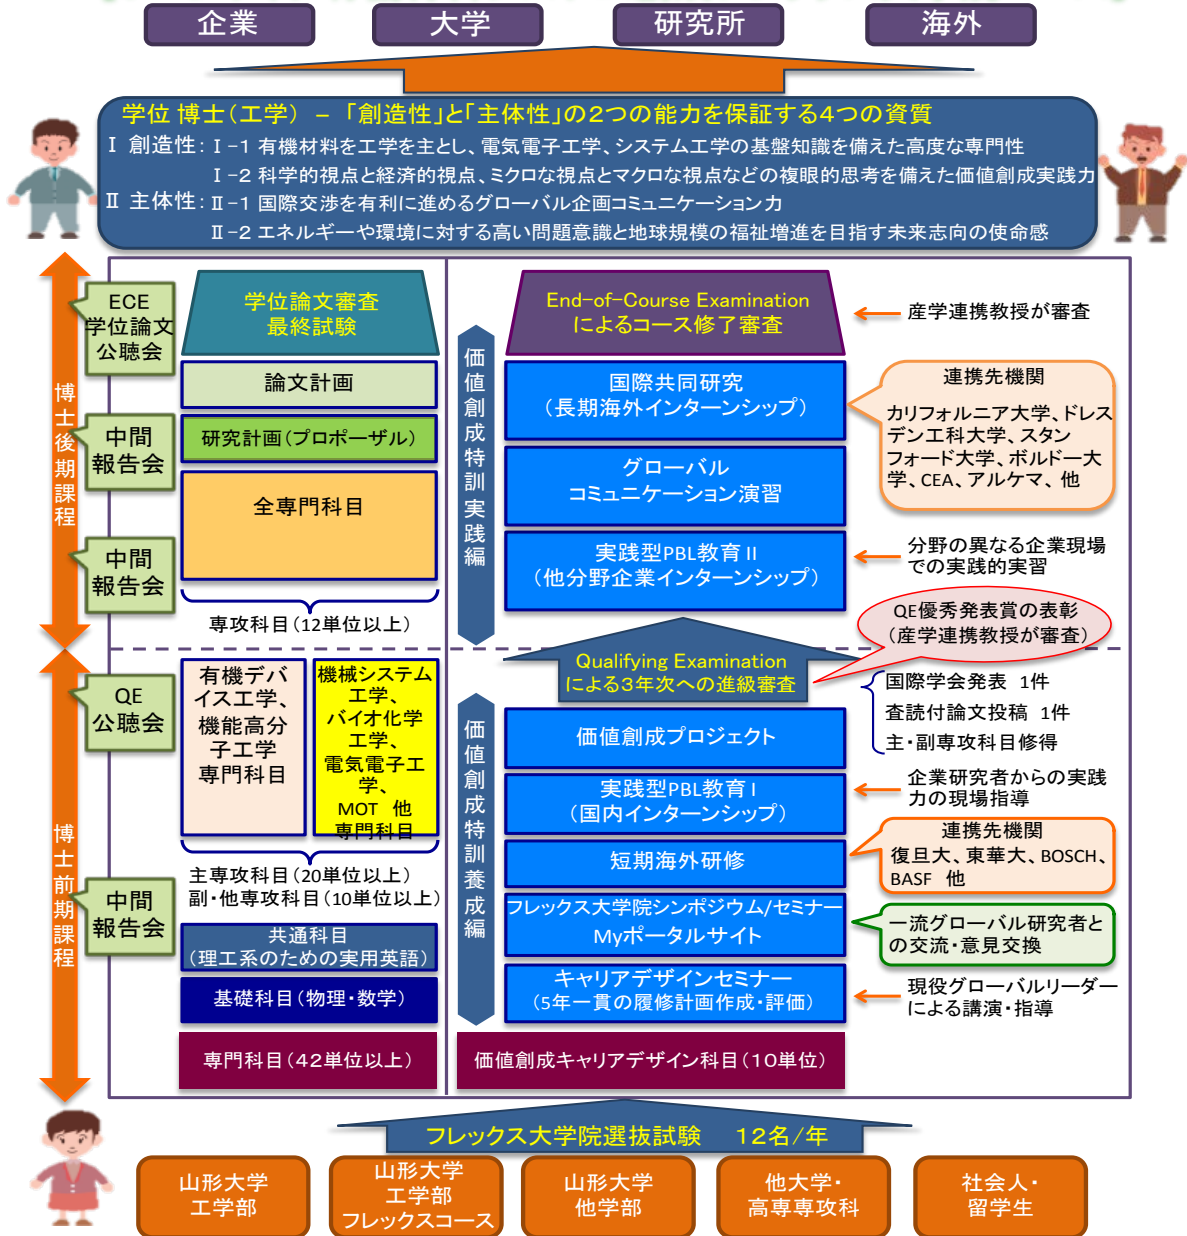 企業
大学
研究所
海外
学位 博士(工学) － 「創造性」と「主体性」の2つの能力を保証する4つの資質
Ⅰ 創造性: Ⅰ-1 有機材料を工学を主とし、電気電子工学、システム工学の基盤知識を備えた高度な専門性
Ⅰ-2 科学的視点と経済的視点、ミクロな視点とマクロな視点などの複眼的思考を備えた価値創成実践力
Ⅱ 主体性: Ⅱ-1 国際交渉を有利に進めるグローバル企画コミュニケーション力
Ⅱ-2 エネルギーや環境に対する高い問題意識と地球規模の福祉増進を目指す未来志向の使命感
博士後期課程
ECE
学位論文
公聴会
中間
報告会
中間
報告会
学位論文審査
最終試験
論文計画
研究計画(プロポーザル)
全専門科目
専攻科目(12単位以上)
価値創成特訓実践編
End-of-Course Examination
によるコース修了審査
国際共同研究
(長期海外インターンシップ)
グローバル
コミュニケーション演習
実践型PBL教育Ⅱ
(他分野企業インターンシップ)
産学連携教授が審査
連携先機関
カリフォルニア大学、ドレス
デン工科大学、スタン
フォード大学、ボルドー大
学、CEA、アルケマ、他
分野の異なる企業現場
での実践的実習
QE優秀発表賞の表彰
(産学連携教授が審査)
Qualifying Examination
による3年次への進級審査
国際学会発表 1件
査読付論文投稿 1件
主・副専攻科目修得
博士前期課程
QE
公聴会
中間
報告会
有機デバ
イス工学、
機能高分
子工学
専門科目
機械システム
工学、
バイオ化学
工学、
電気電子工
学、
MOT 他
専門科目
主専攻科目(20単位以上)
副・他専攻科目(10単位以上)
共通科目
(理工系のための実用英語)
基礎科目(物理・数学)
専門科目(42単位以上)
価値創成特訓養成編
価値創成プロジェクト
実践型PBL教育Ⅰ
(国内インターンシップ)
短期海外研修
フレックス大学院シンポジウム/セミナー
Myポータルサイト
キャリアデザインセミナー
(5年一貫の履修計画作成・評価)
価値創成キャリアデザイン科目(10単位)
企業研究者からの実践
力の現場指導
連携先機関
復旦大、東華大、BOSCH、
BASF 他
一流グローバル研究者と
の交流・意見交換
現役グローバルリーダー
による講演・指導
フレックス大学院選抜試験 12名/年
山形大学
工学部
山形大学
工学部
フレックスコース
山形大学
他学部
他大学・
高専専攻科
社会人・
留学生